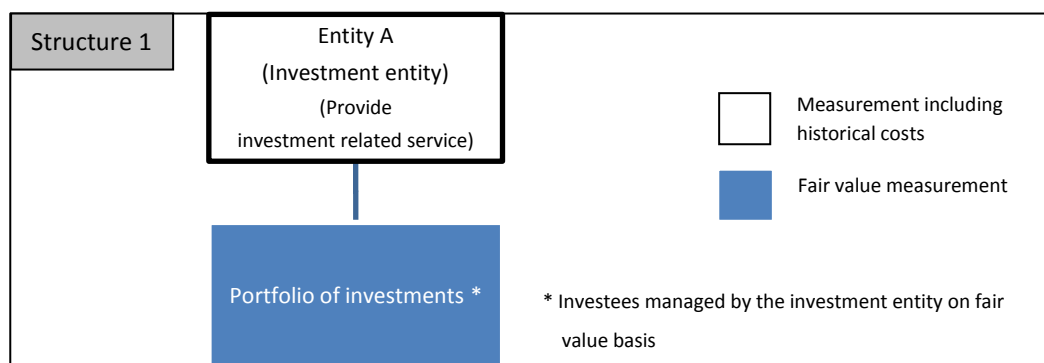 Structure 1
Entity A
(Investment entity)
(Provide
investment related service)
Measurement including
historical costs
Fair value measurement
Portfolio of investments *
* Investees managed by the investment entity on fair
value basis